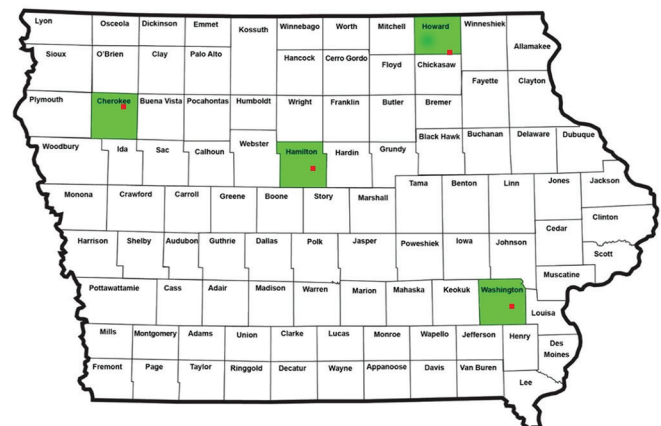 Lyon Osceola Dickinson Emmet Kossuth Winnebago Worth Mitchell Howard Winneshiek Allamakee
Sioux O'Brien Clay Palo Alto Hancock Cerro Gordo Floyd Chickasaw
Fayette Clayton
Plymouth Cherokee Buena Vista Pocahontas Humboldt Wright Franklin Butler Bremer
Woodbury Ida Sac Calhoun Webster Hamilton Hardin Grundy Black Hawk Buchanan Delaware Dubuque
Monona Crawford Carroll Greene Boone Story Marshall Tama Benton Linn Jones Jackson
Clinton
Cedar
Harrison Shelby Audubon Guthrie Dallas Polk Jasper Poweshiek Iowa Johnson Scott
Muscatine
Pottawattamie Cass Adair Madison Warren Marion Mahaska Keokuk Washington Louisa
Mills Montgomery Adams Union Clarke Lucas Monroe Wapello Jefferson Henry Des
Moines
Fremont Page Taylor Ringgold Decatur Wayne Appanoose Davis Van Buren Lee